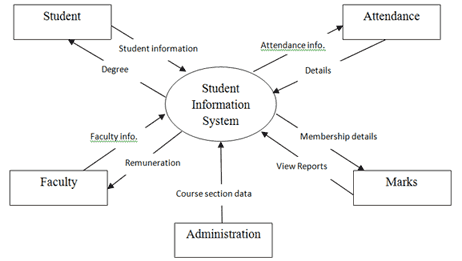 Student
Attendance
Student information
Attendance info.
Degree
Details
Student
Information
System
Faculty info.
Membership details
Remuneration
View Reports
Faculty
Marks
Course section data
Administration